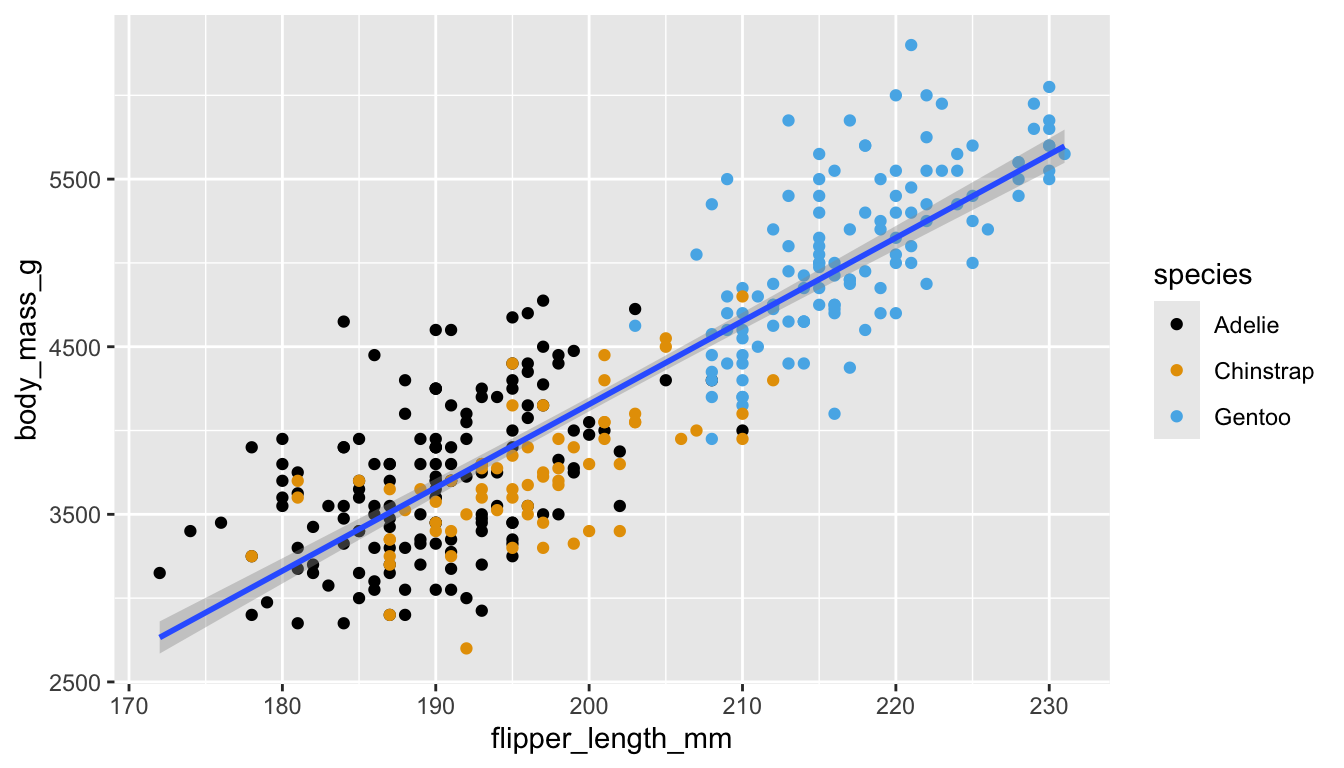 body_mass_g
5500
4500
3500
2500
170 180 190 200 210 220 230
flipper_length_mm
species
Adelie
Chinstrap
Gentoo